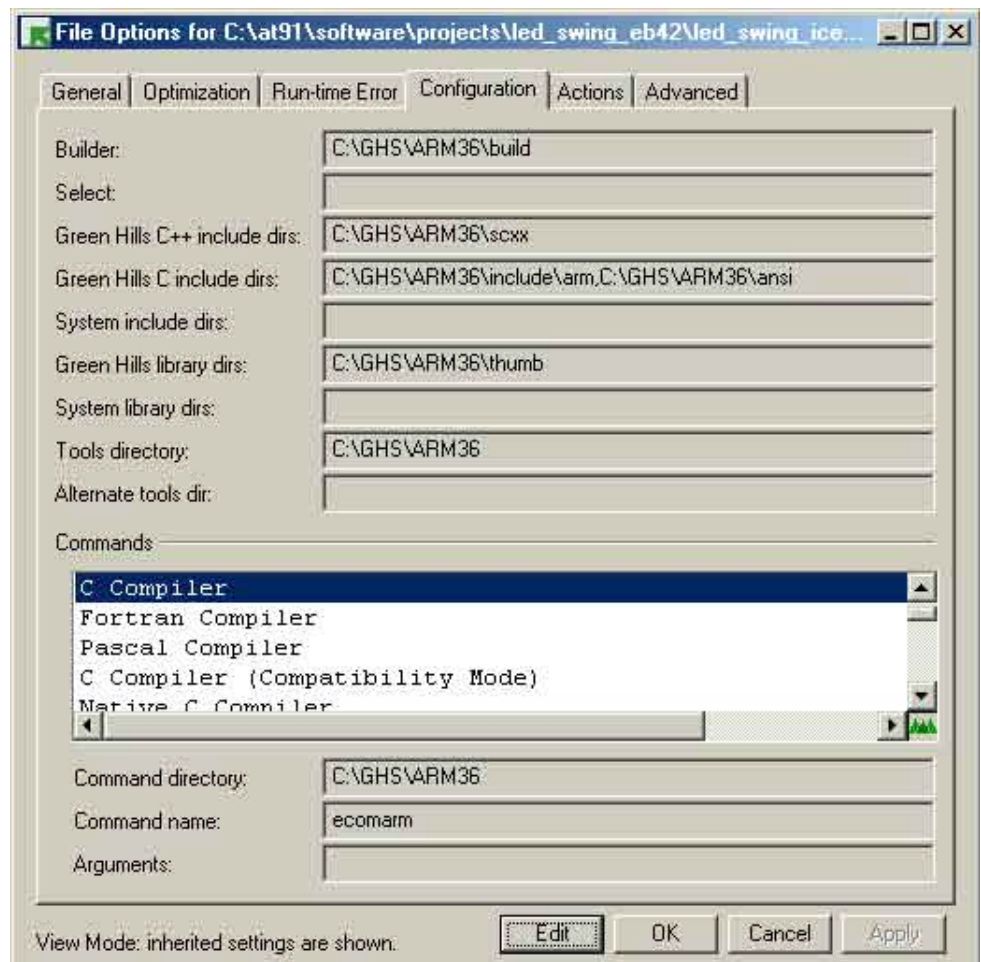 File Options for C:\at91\software\projects\led_swing_eb42\led_swing_ice...
General Optimization Run-time Error Configuration Actions Advanced
Builder: C:\GHS\ARM36\build
Select:
Green Hills C++ include dirs: C:\GHS\ARM36\scxx
Green Hills C include dirs: C:\GHS\ARM36\include\arm,C:\GHS\ARM36\ansi
System include dirs:
Green Hills library dirs: C:\GHS\ARM36\thumb
System library dirs:
Tools directory: C:\GHS\ARM36
Alternate tools dir:
Commands
C Compiler
Fortran Compiler
Pascal Compiler
C Compiler (Compatibility Mode)
Native C Compiler
Command directory: C:\GHS\ARM36
Command name: ecomarm
Arguments:
View Mode: inherited settings are shown. Edit OK Cancel Apply